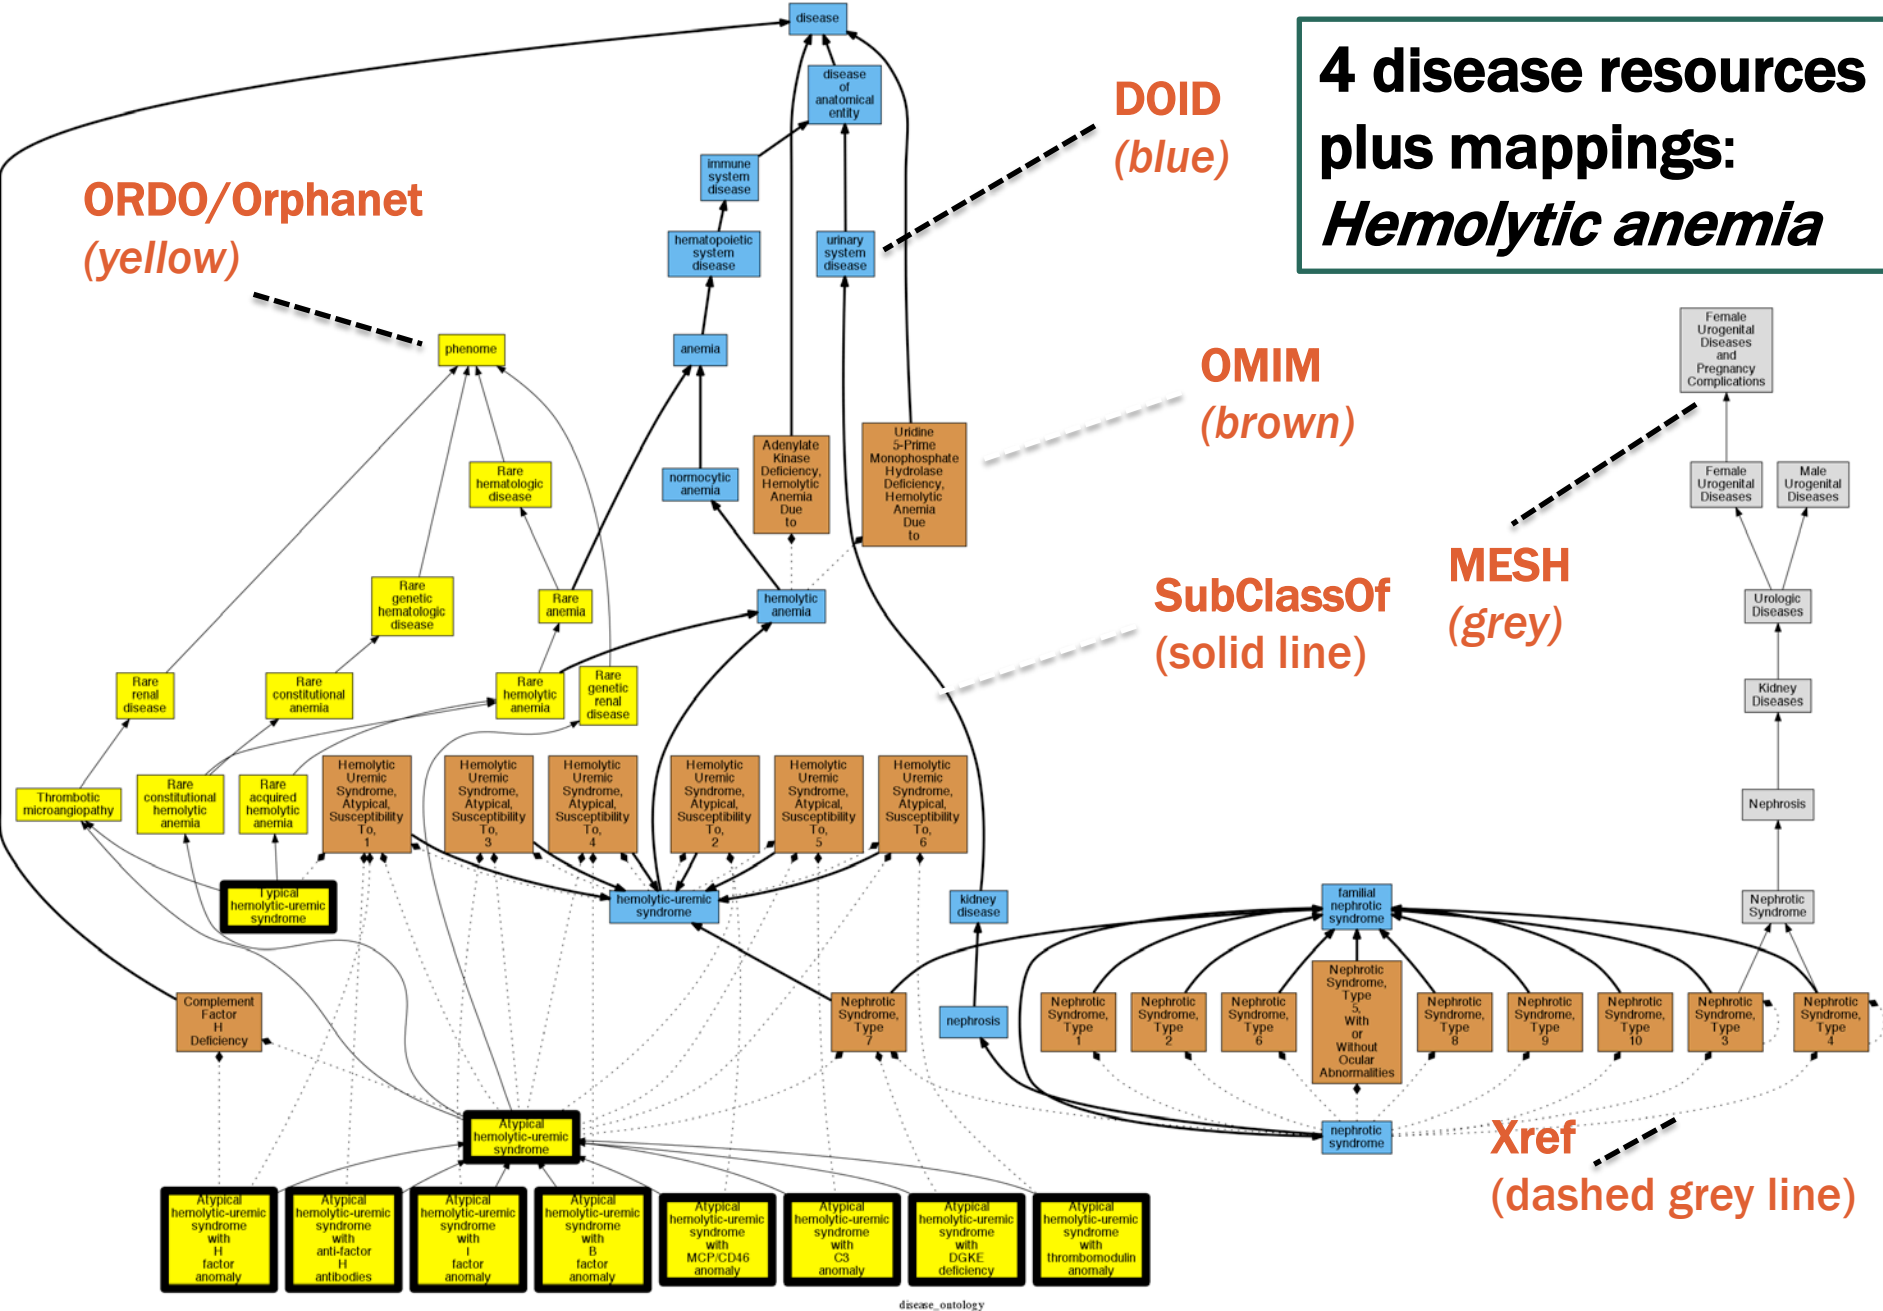 disease
4 disease resources
plus mappings:
Hemolytic anemia
disease
of
anatomical
entity
DOID
(blue)
immune
system
disease
ORDO/Orphanet
(yellow)
hematopoietic
system
disease
urinary
system
disease
phenome
anemia
Female
Urogenital
Diseases
and
Pregnancy
Complications
OMIM
(brown)
Adenylate
Kinase
Deficiency,
Hemolytic
Anemia
Due
to
Uridine
5-Prime
Monophosphate
Hydrolase
Deficiency,
Hemolytic
Anemia
Due
to
Rare
hematologic
disease
normocytic
anemia
Female
Urogenital
Diseases
Male
Urogenital
Diseases
MESH
(grey)
Rare
genetic
hematologic
disease
Rare
anemia
hemolytic
anemia
SubClassOf
(solid line)
Urologic
Diseases
Rare
renal
disease
Rare
constitutional
anemia
Rare
hemolytic
anemia
Rare
genetic
renal
disease
Kidney
Diseases
Thrombotic
microangiopathy
Rare
constitutional
hemolytic
anemia
Rare
acquired
hemolytic
anemia
Hemolytic
Uremic
Syndrome,
Atypical,
Susceptibility
To,
1
Hemolytic
Uremic
Syndrome,
Atypical,
Susceptibility
To,
3
Hemolytic
Uremic
Syndrome,
Atypical,
Susceptibility
To,
4
Hemolytic
Uremic
Syndrome,
Atypical,
Susceptibility
To,
2
Hemolytic
Uremic
Syndrome,
Atypical,
Susceptibility
To,
5
Hemolytic
Uremic
Syndrome,
Atypical,
Susceptibility
To,
6
Nephrosis
Typical
hemolytic-uremic
syndrome
hemolytic-uremic
syndrome
kidney
disease
familial
nephrotic
syndrome
Nephrotic
Syndrome
Complement
Factor
H
Deficiency
Nephrotic
Syndrome,
Type
7
nephrosis
Nephrotic
Syndrome,
Type
1
Nephrotic
Syndrome,
Type
2
Nephrotic
Syndrome,
Type
6
Nephrotic
Syndrome,
Type
5,
With
or
Without
Ocular
Abnormalities
Nephrotic
Syndrome,
Type
8
Nephrotic
Syndrome,
Type
9
Nephrotic
Syndrome,
Type
10
Nephrotic
Syndrome,
Type
3
Nephrotic
Syndrome,
Type
4
Atypical
hemolytic-uremic
syndrome
nephrotic
syndrome
Xref
(dashed grey line)
Atypical
hemolytic-uremic
syndrome
with
H
factor
anomaly
Atypical
hemolytic-uremic
syndrome
with
anti-factor
H
antibodies
Atypical
hemolytic-uremic
syndrome
with
I
factor
anomaly
Atypical
hemolytic-uremic
syndrome
with
B
factor
anomaly
Atypical
hemolytic-uremic
syndrome
with
MCP/CD46
anomaly
Atypical
hemolytic-uremic
syndrome
with
C3
anomaly
Atypical
hemolytic-uremic
syndrome
with
DGKE
deficiency
Atypical
hemolytic-uremic
syndrome
with
thrombomodulin
anomaly
disease_ontology